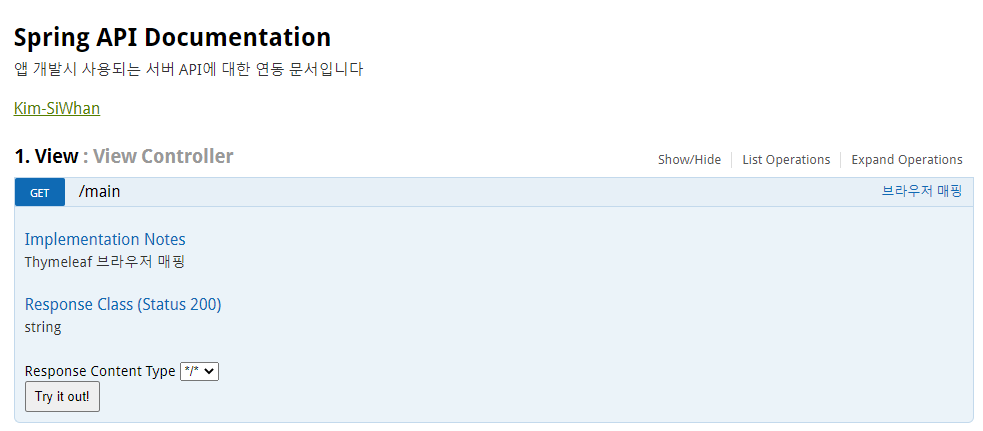 Spring API Documentation
앱 개발시 사용되는 서버 API에 대한 연동 문서입니다
Kim-SiWhan
1. View : View Controller
Show/Hide List Operations Expand Operations
GET /main 브라우저 매핑
Implementation Notes
Thymeleaf 브라우저 매핑
Response Class (Status 200)
string
Response Content Type */*
Try it out!